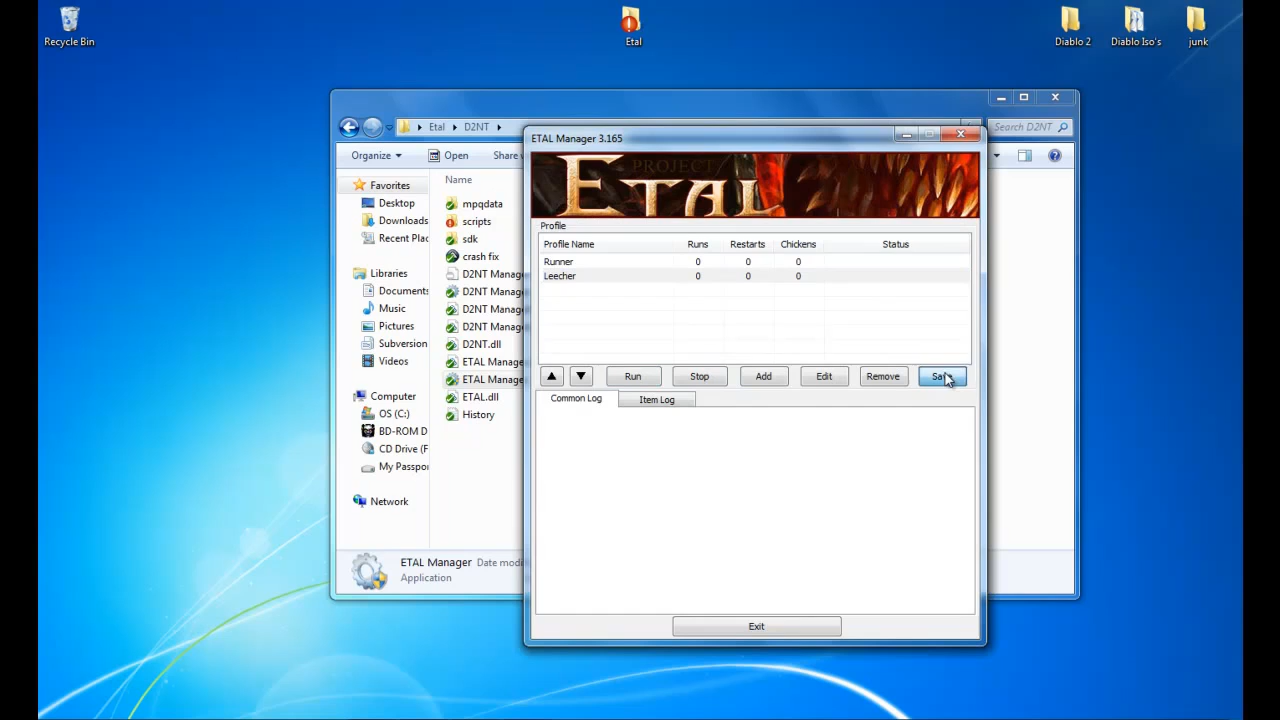 Recycle Bin
Etal
Diablo 2
Diablo Iso's
junk
Etal
D2NT
Search D2NT
Organize
Open
Share
Name
Favorites
Desktop
Downloads
Recent Plac
Libraries
Documents
Music
Pictures
Subversion
Videos
Computer
OS (C:)
BD-ROM D
CD Drive (F
My Passpo
Network
mpqdata
scripts
sdk
crash fix
D2NT Manag
D2NT Manag
D2NT Manag
D2NT Manag
D2NT.dll
ETAL Manage
ETAL Manage
ETAL.dll
History
ETAL Manager Date modi
Application
ETAL Manager 3.165
PROJECT
ETAL
Profile
Profile Name Runs Restarts Chickens Status
Runner 0 0 0
Leecher 0 0 0
Run Stop Add Edit Remove
Common Log Item Log
Exit